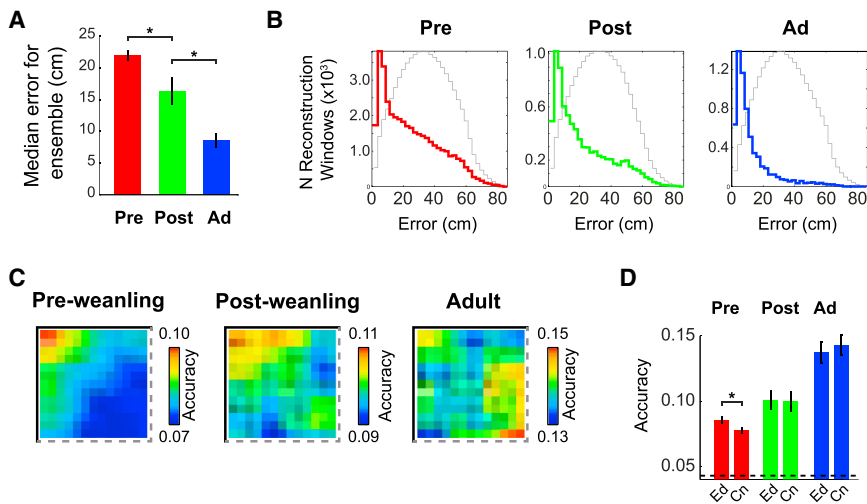 A
Median error for
ensemble (cm)
25
20
15
10
5
0
*
*
Pre Post Ad
B
Pre Post Ad
N Reconstruction
Windows (x10³)
3.0
2.0
1.0
0
0 20 40 60 80
Error (cm)
1.0
0.6
0.2
0
0 20 40 60 80
Error (cm)
1.2
0.8
0.4
0
0 20 40 60 80
Error (cm)
C
Pre-weanling
0.10
Accuracy
0.07
Post-weanling
0.11
Accuracy
0.09
Adult
0.15
Accuracy
0.13
D
Pre Post Ad
Accuracy
0.15
0.10
0.05
*
Ed Cn Ed Cn Ed Cn